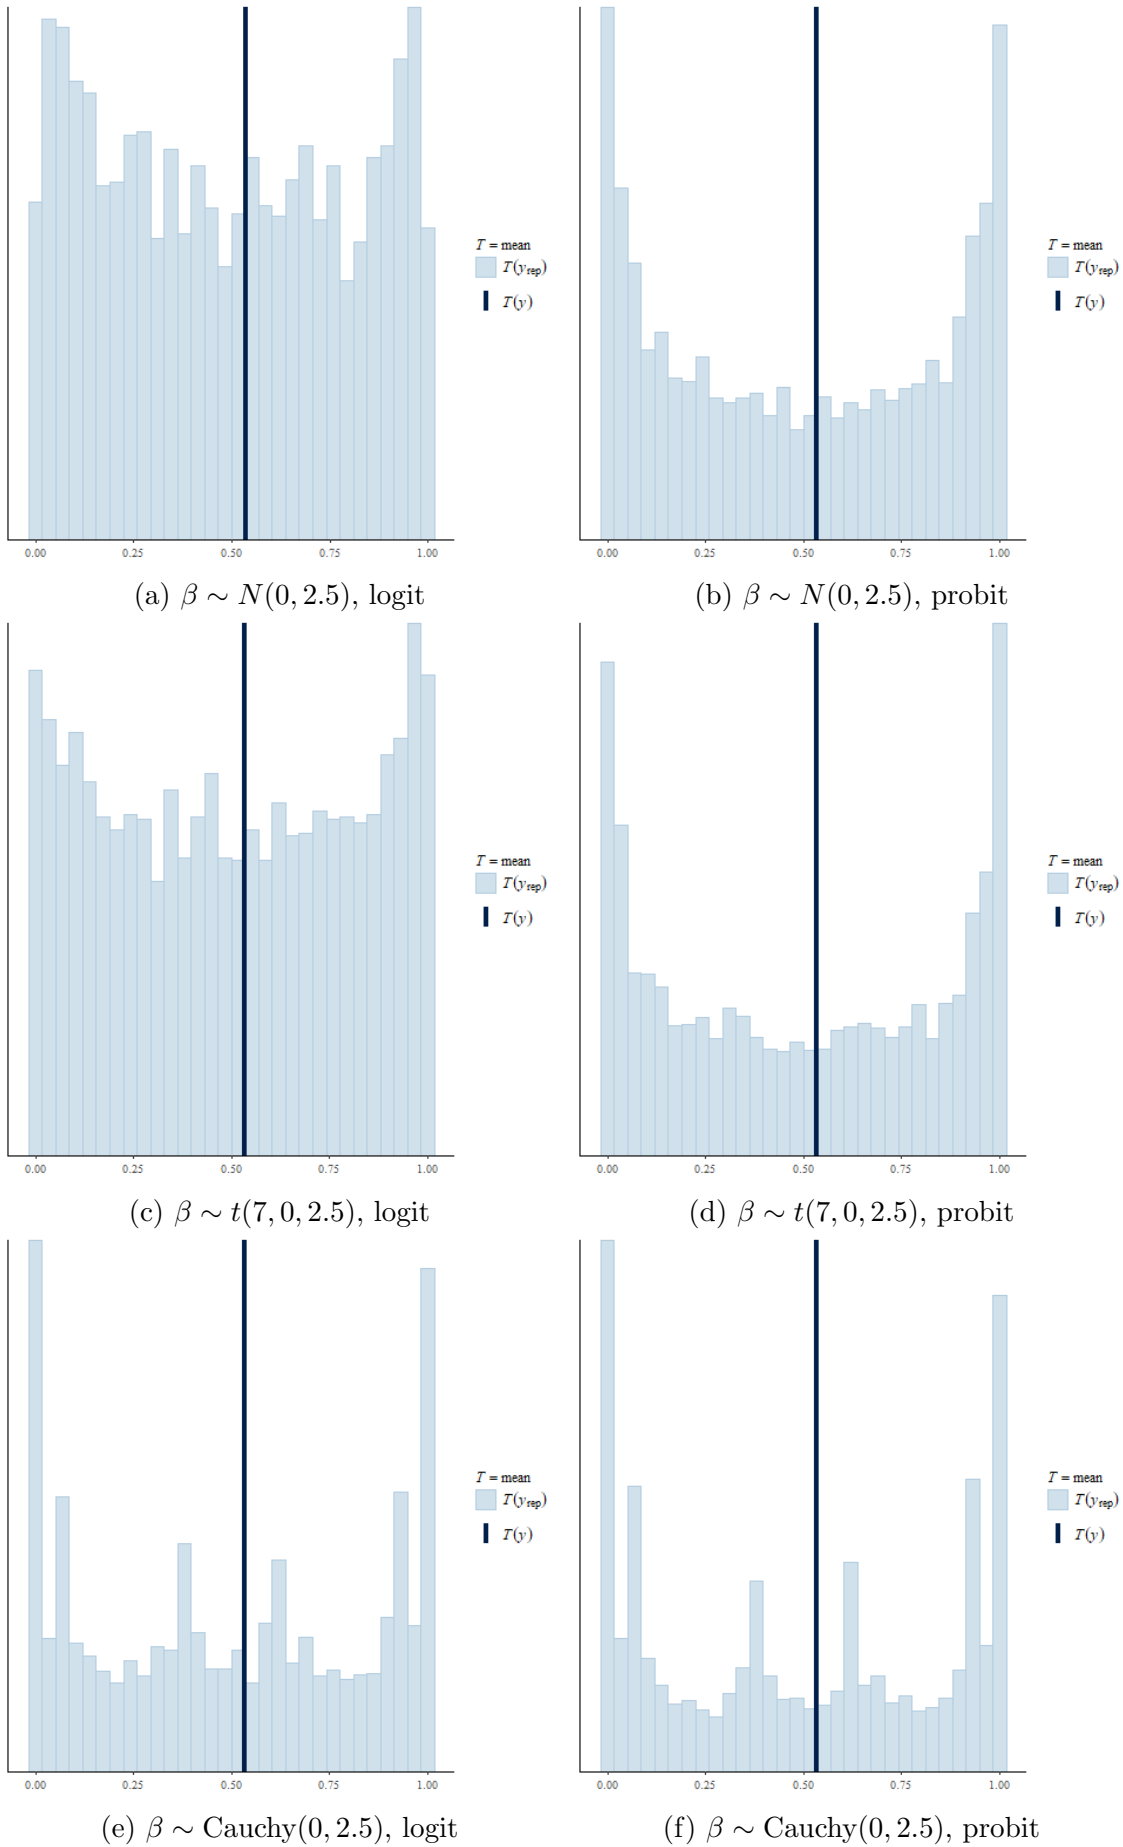 T = mean
T(y_rep)
T(y)
0.00 0.25 0.50 0.75 1.00
(a) β ∼ N(0, 2.5), logit
T = mean
T(y_rep)
T(y)
0.00 0.25 0.50 0.75 1.00
(b) β ∼ N(0, 2.5), probit
T = mean
T(y_rep)
T(y)
0.00 0.25 0.50 0.75 1.00
(c) β ∼ t(7, 0, 2.5), logit
T = mean
T(y_rep)
T(y)
0.00 0.25 0.50 0.75 1.00
(d) β ∼ t(7, 0, 2.5), probit
T = mean
T(y_rep)
T(y)
0.00 0.25 0.50 0.75 1.00
(e) β ∼ Cauchy(0, 2.5), logit
T = mean
T(y_rep)
T(y)
0.00 0.25 0.50 0.75 1.00
(f) β ∼ Cauchy(0, 2.5), probit